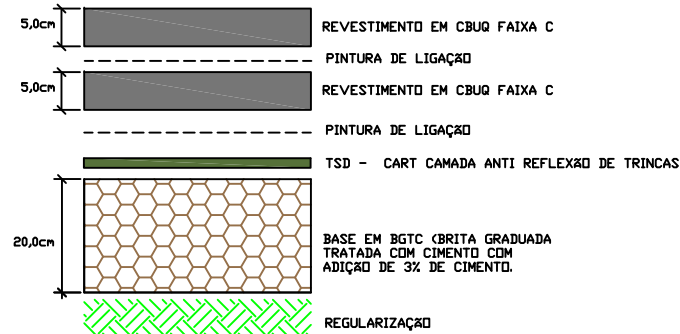 5,0cm
REVESTIMENTO EM CBUQ FAIXA C
PINTURA DE LIGAÇÃO
5,0cm
REVESTIMENTO EM CBUQ FAIXA C
PINTURA DE LIGAÇÃO
TSD - CART CAMADA ANTI REFLEXÃO DE TRINCAS
20,0cm
BASE EM BGTC (BRITA GRADUADA
TRATADA COM CIMENTO COM
ADIÇÃO DE 3% DE CIMENTO.
REGULARIZAÇÃO